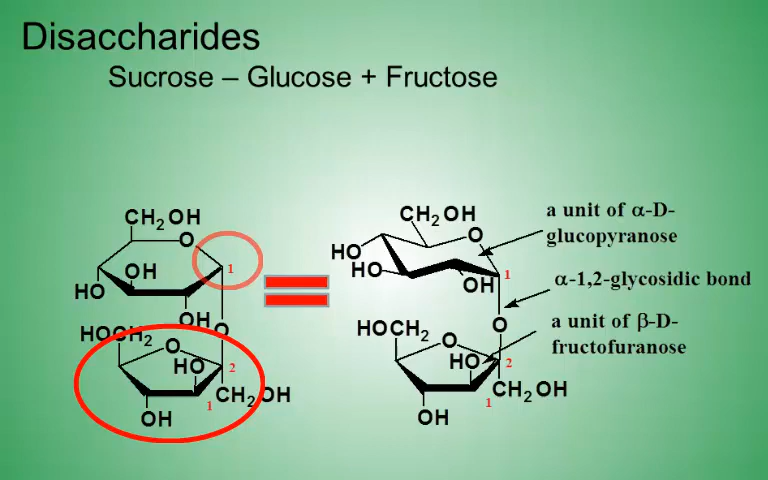 Disaccharides
Sucrose – Glucose + Fructose
CH2OH
O
1
OH
HO
OH
O
HOCH2
O
HO
2
CH2OH
1
OH
CH2OH
O
HO
HO
OH
1
O
HOCH2
O
HO
2
CH2OH
1
OH
a unit of α-D-
glucopyranose
α-1,2-glycosidic bond
a unit of β-D-
fructofuranose